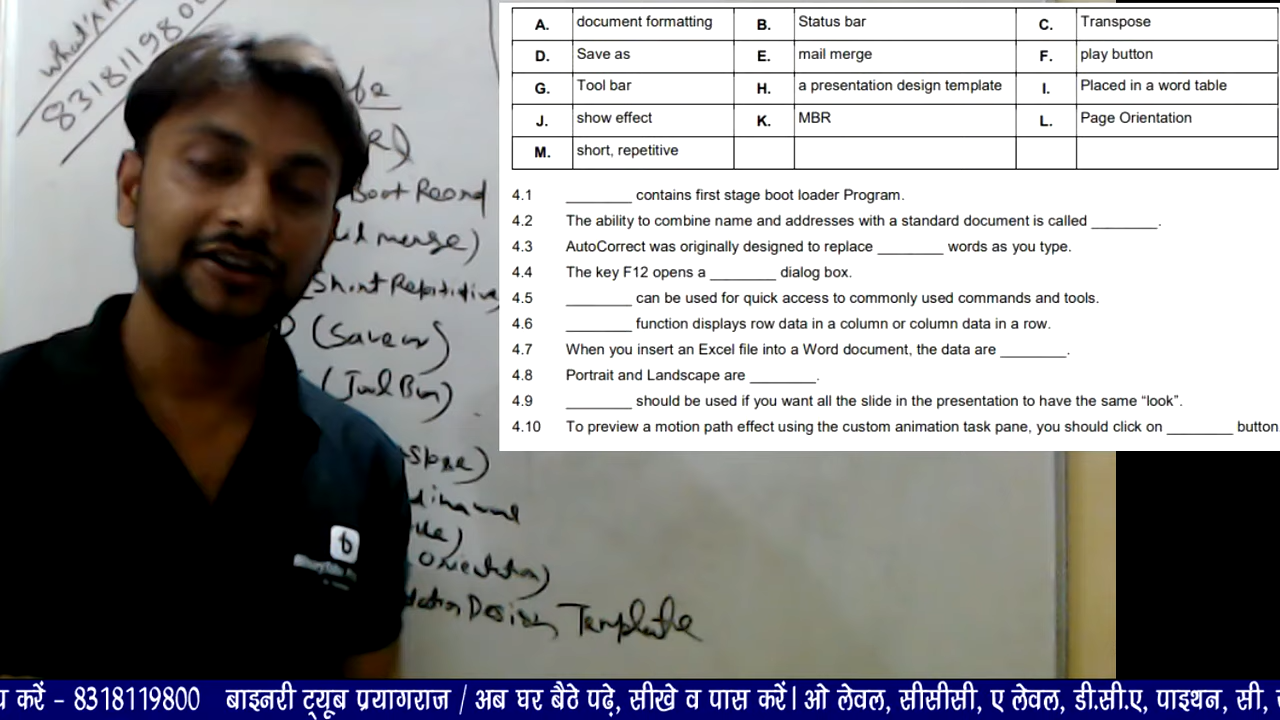 what's
8318119800
A. document formatting B. Status bar C. Transpose
D. Save as E. mail merge F. play button
G. Tool bar H. a presentation design template I. Placed in a word table
J. show effect K. MBR L. Page Orientation
M. short, repetitive
4.1 ________ contains first stage boot loader Program.
4.2 The ability to combine name and addresses with a standard document is called ________.
4.3 AutoCorrect was originally designed to replace ________ words as you type.
4.4 The key F12 opens a ________ dialog box.
4.5 ________ can be used for quick access to commonly used commands and tools.
4.6 ________ function displays row data in a column or column data in a row.
4.7 When you insert an Excel file into a Word document, the data are ________.
4.8 Portrait and Landscape are ________.
4.9 ________ should be used if you want all the slide in the presentation to have the same “look”.
4.10 To preview a motion path effect using the custom animation task pane, you should click on ________ button
Boot Record
merge)
(Short Repetitive
D (Save as)
(Tool Bar)
Orientation)
Design Template
करें - 8318119800 बाइनरी ट्यूब प्रयागराज / अब घर बैठे पढ़े, सीखे व पास करें। ओ लेवल, सीसीसी, ए लेवल, डी.सी.ए, पाइथन, सी,